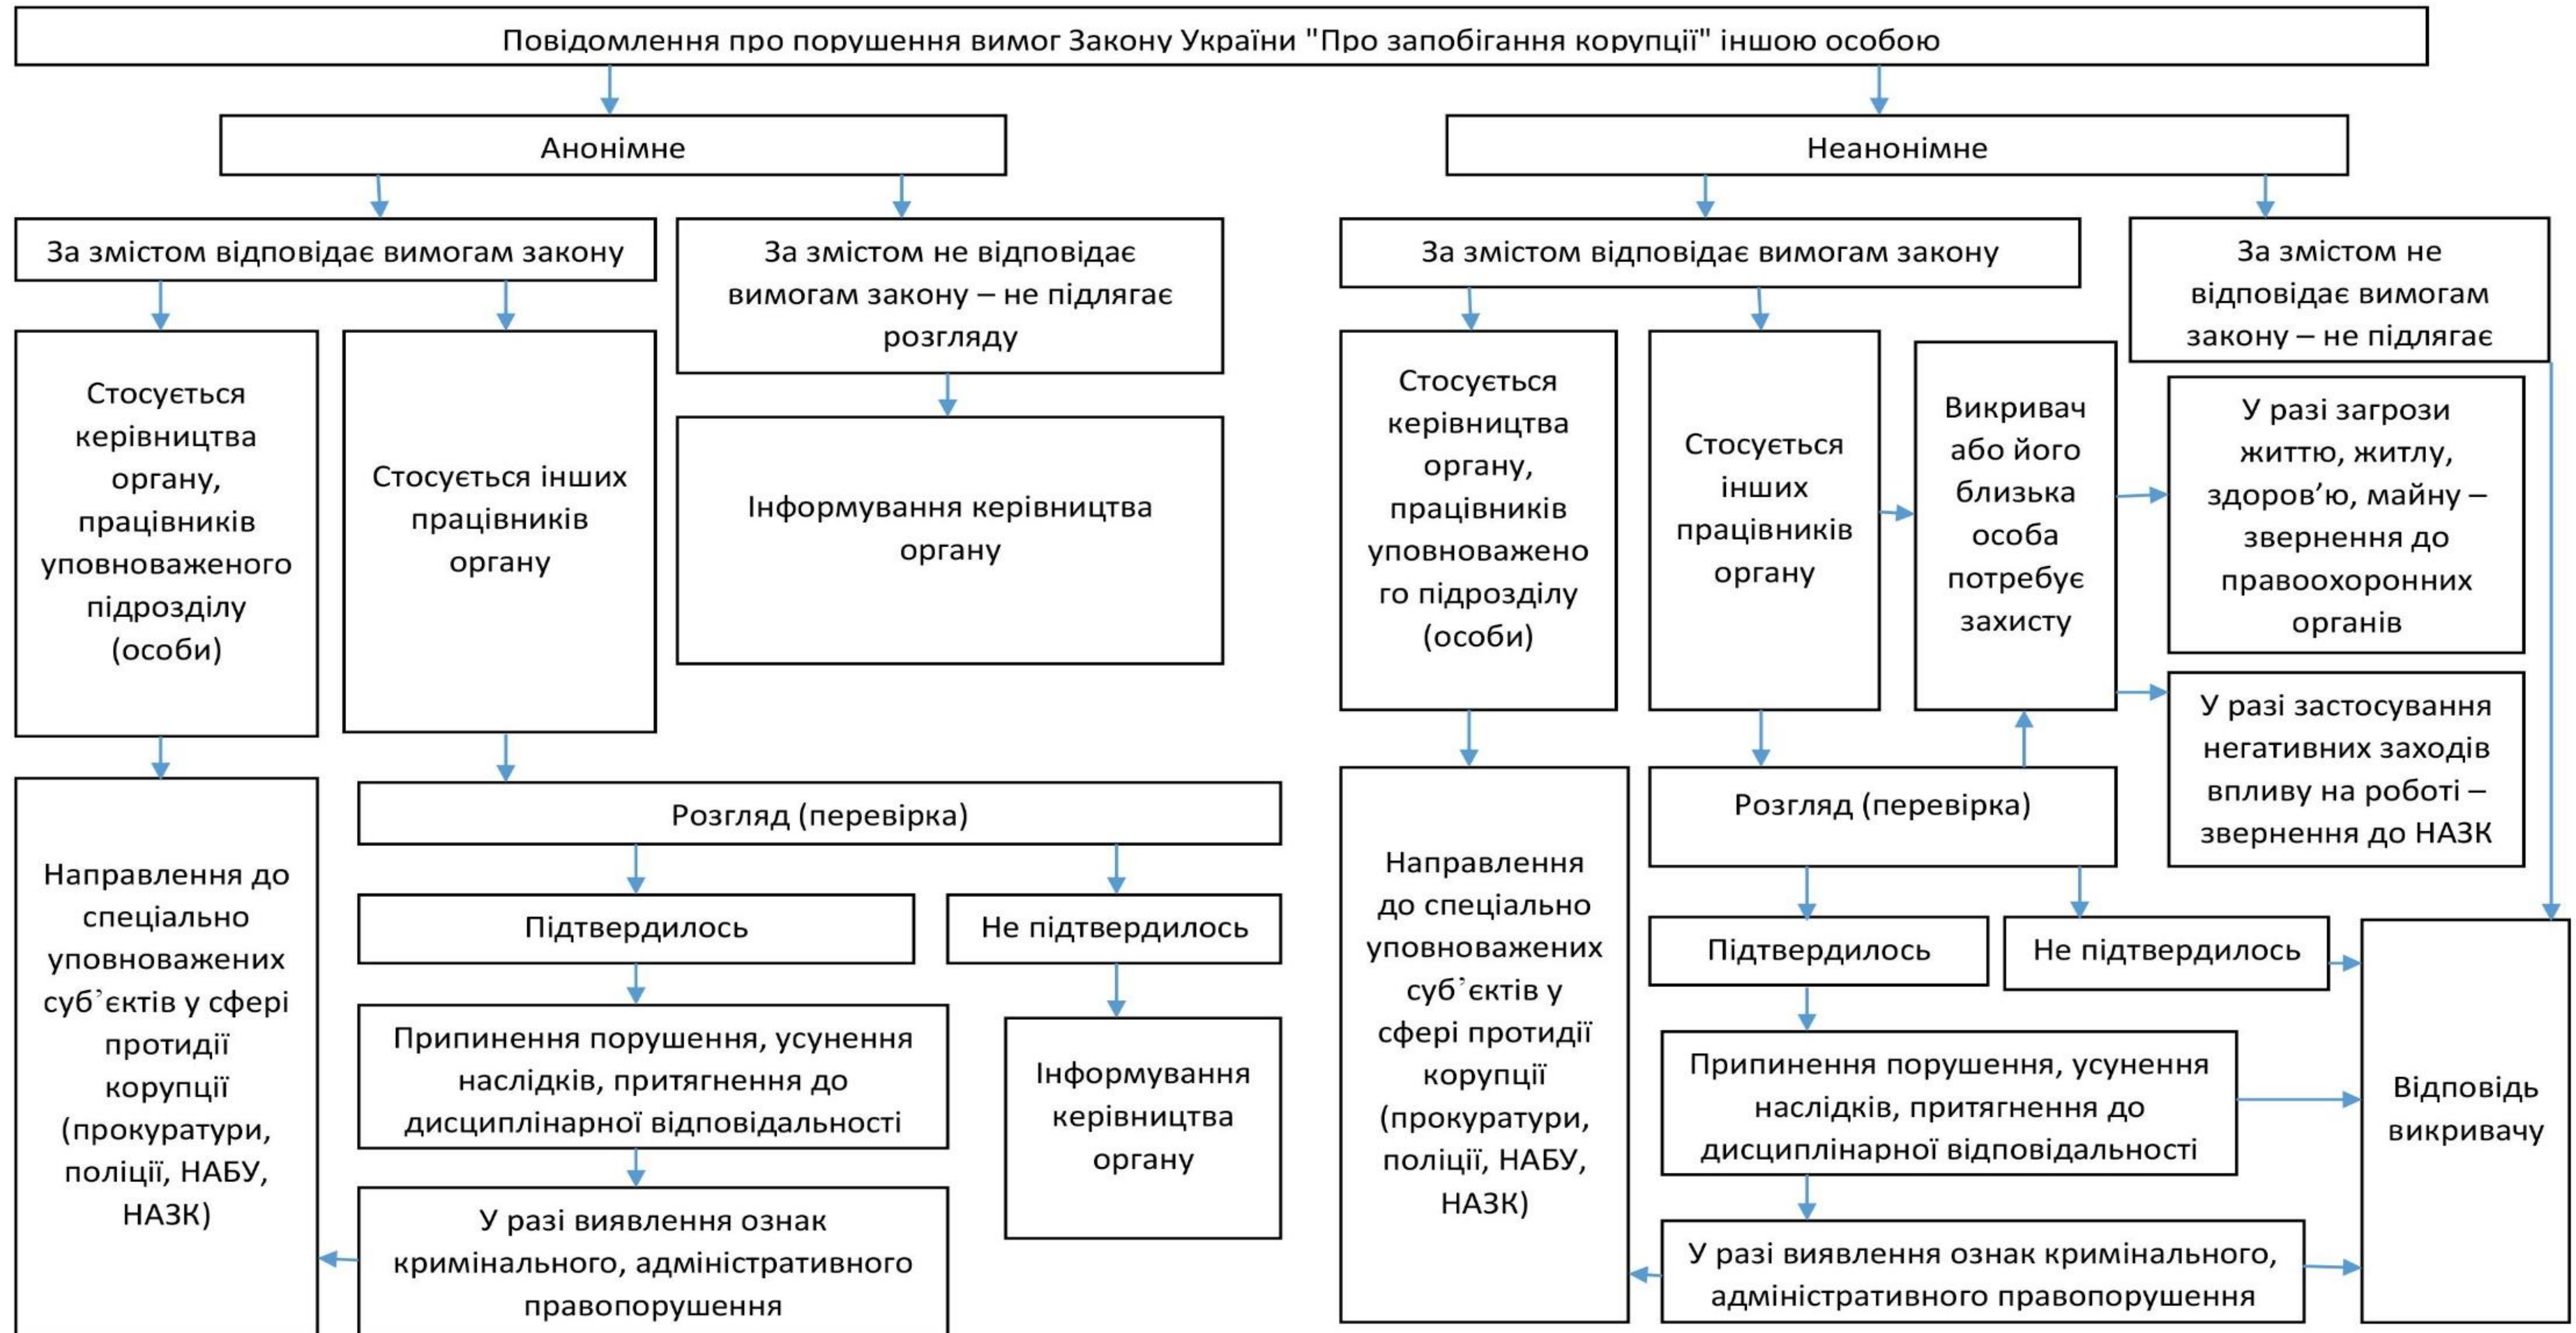 Повідомлення про порушення вимог Закону України "Про запобігання корупції" іншою особою
Анонімне
Неанонімне
За змістом відповідає вимогам закону
За змістом не відповідає
вимогам закону – не підлягає
розгляду
За змістом відповідає вимогам закону
За змістом не
відповідає вимогам
закону – не підлягає
Стосується
керівництва
органу,
працівників
уповноваженого
підрозділу
(особи)
Стосується інших
працівників
органу
Інформування керівництва
органу
Стосується
керівництва
органу,
працівників
уповноважено
го підрозділу
(особи)
Стосується
інших
працівників
органу
Викривач
або його
близька
особа
потребує
захисту
У разі загрози
життю, житлу,
здоров’ю, майну –
звернення до
правоохоронних
органів
У разі застосування
негативних заходів
впливу на роботі –
звернення до НАЗК
Направлення до
спеціально
уповноважених
суб’єктів у сфері
протидії
корупції
(прокуратури,
поліції, НАБУ,
НАЗК)
Розгляд (перевірка)
Підтвердилось
Не підтвердилось
Припинення порушення, усунення
наслідків, притягнення до
дисциплінарної відповідальності
Інформування
керівництва
органу
У разі виявлення ознак
кримінального, адміністративного
правопорушення
Направлення
до спеціально
уповноважених
суб’єктів у
сфері протидії
корупції
(прокуратури,
поліції, НАБУ,
НАЗК)
Розгляд (перевірка)
Підтвердилось
Не підтвердилось
Припинення порушення, усунення
наслідків, притягнення до
дисциплінарної відповідальності
У разі виявлення ознак кримінального,
адміністративного правопорушення
Відповідь
викривачу